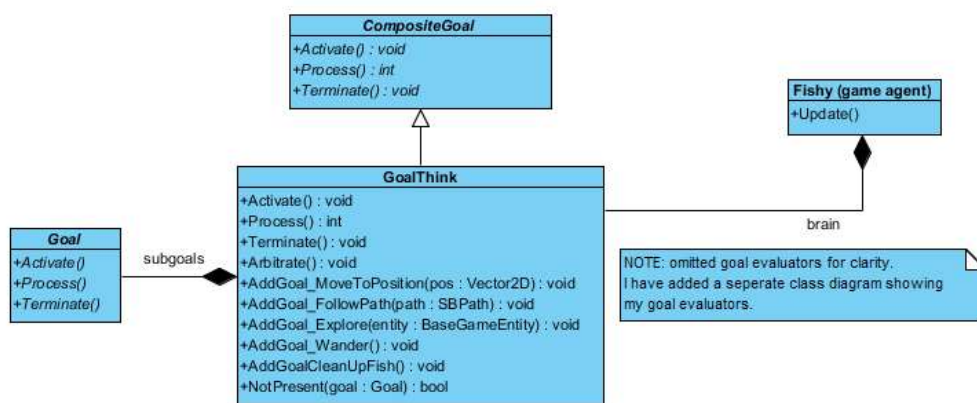 CompositeGoal
+Activate() : void
+Process() : int
+Terminate() : void
Fishy (game agent)
+Update()
GoalThink
+Activate() : void
+Process() : int
+Terminate() : void
+Arbitrate() : void
+AddGoal_MoveToPosition(pos : Vector2D) : void
+AddGoal_FollowPath(path : SBPath) : void
+AddGoal_Explore(entity : BaseGameEntity) : void
+AddGoal_Wander() : void
+AddGoalCleanUpFish() : void
+NotPresent(goal : Goal) : bool
brain
Goal
+Activate()
+Process()
+Terminate()
subgoals
NOTE: omitted goal evaluators for clarity.
I have added a seperate class diagram showing
my goal evaluators.